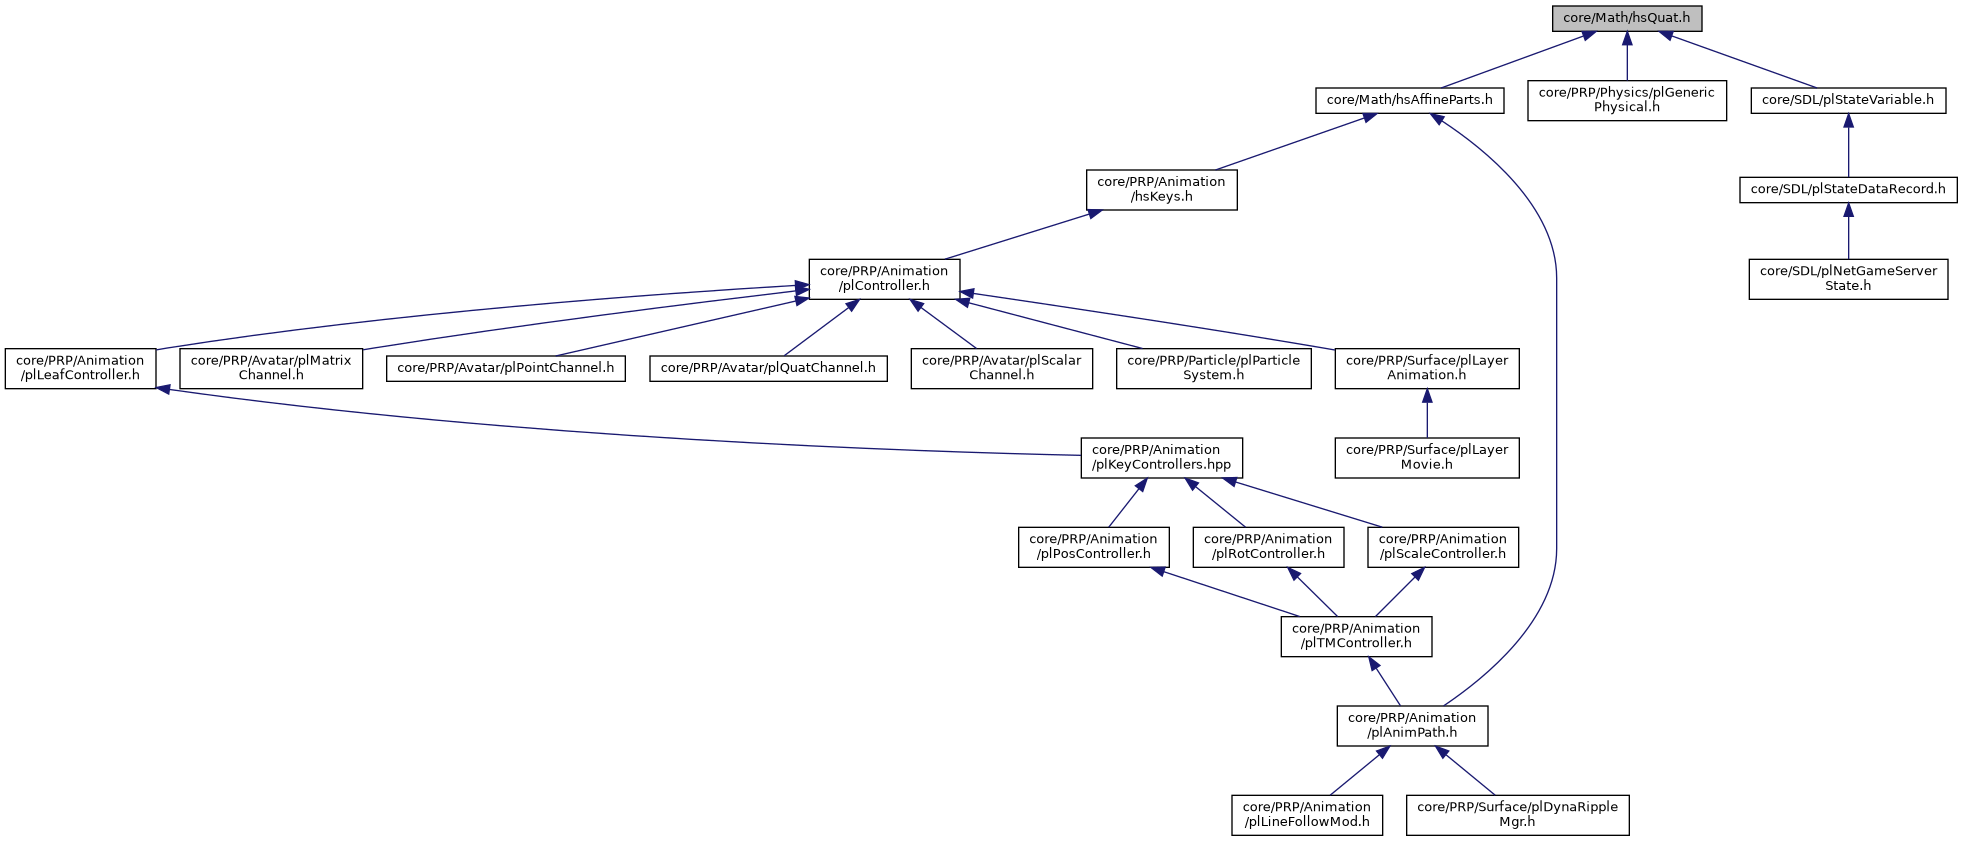 core/Math/hsQuat.h
core/Math/hsAffineParts.h
core/PRP/Physics/plGeneric
Physical.h
core/SDL/plStateVariable.h
core/PRP/Animation
/hsKeys.h
core/SDL/plStateDataRecord.h
core/PRP/Animation
/plController.h
core/SDL/plNetGameServer
State.h
core/PRP/Animation
/plLeafController.h
core/PRP/Avatar/plMatrix
Channel.h
core/PRP/Avatar/plPointChannel.h
core/PRP/Avatar/plQuatChannel.h
core/PRP/Avatar/plScalar
Channel.h
core/PRP/Particle/plParticle
System.h
core/PRP/Surface/plLayer
Animation.h
core/PRP/Animation
/plKeyControllers.hpp
core/PRP/Surface/plLayer
Movie.h
core/PRP/Animation
/plPosController.h
core/PRP/Animation
/plRotController.h
core/PRP/Animation
/plScaleController.h
core/PRP/Animation
/plTMController.h
core/PRP/Animation
/plAnimPath.h
core/PRP/Animation
/plLineFollowMod.h
core/PRP/Surface/plDynaRipple
Mgr.h